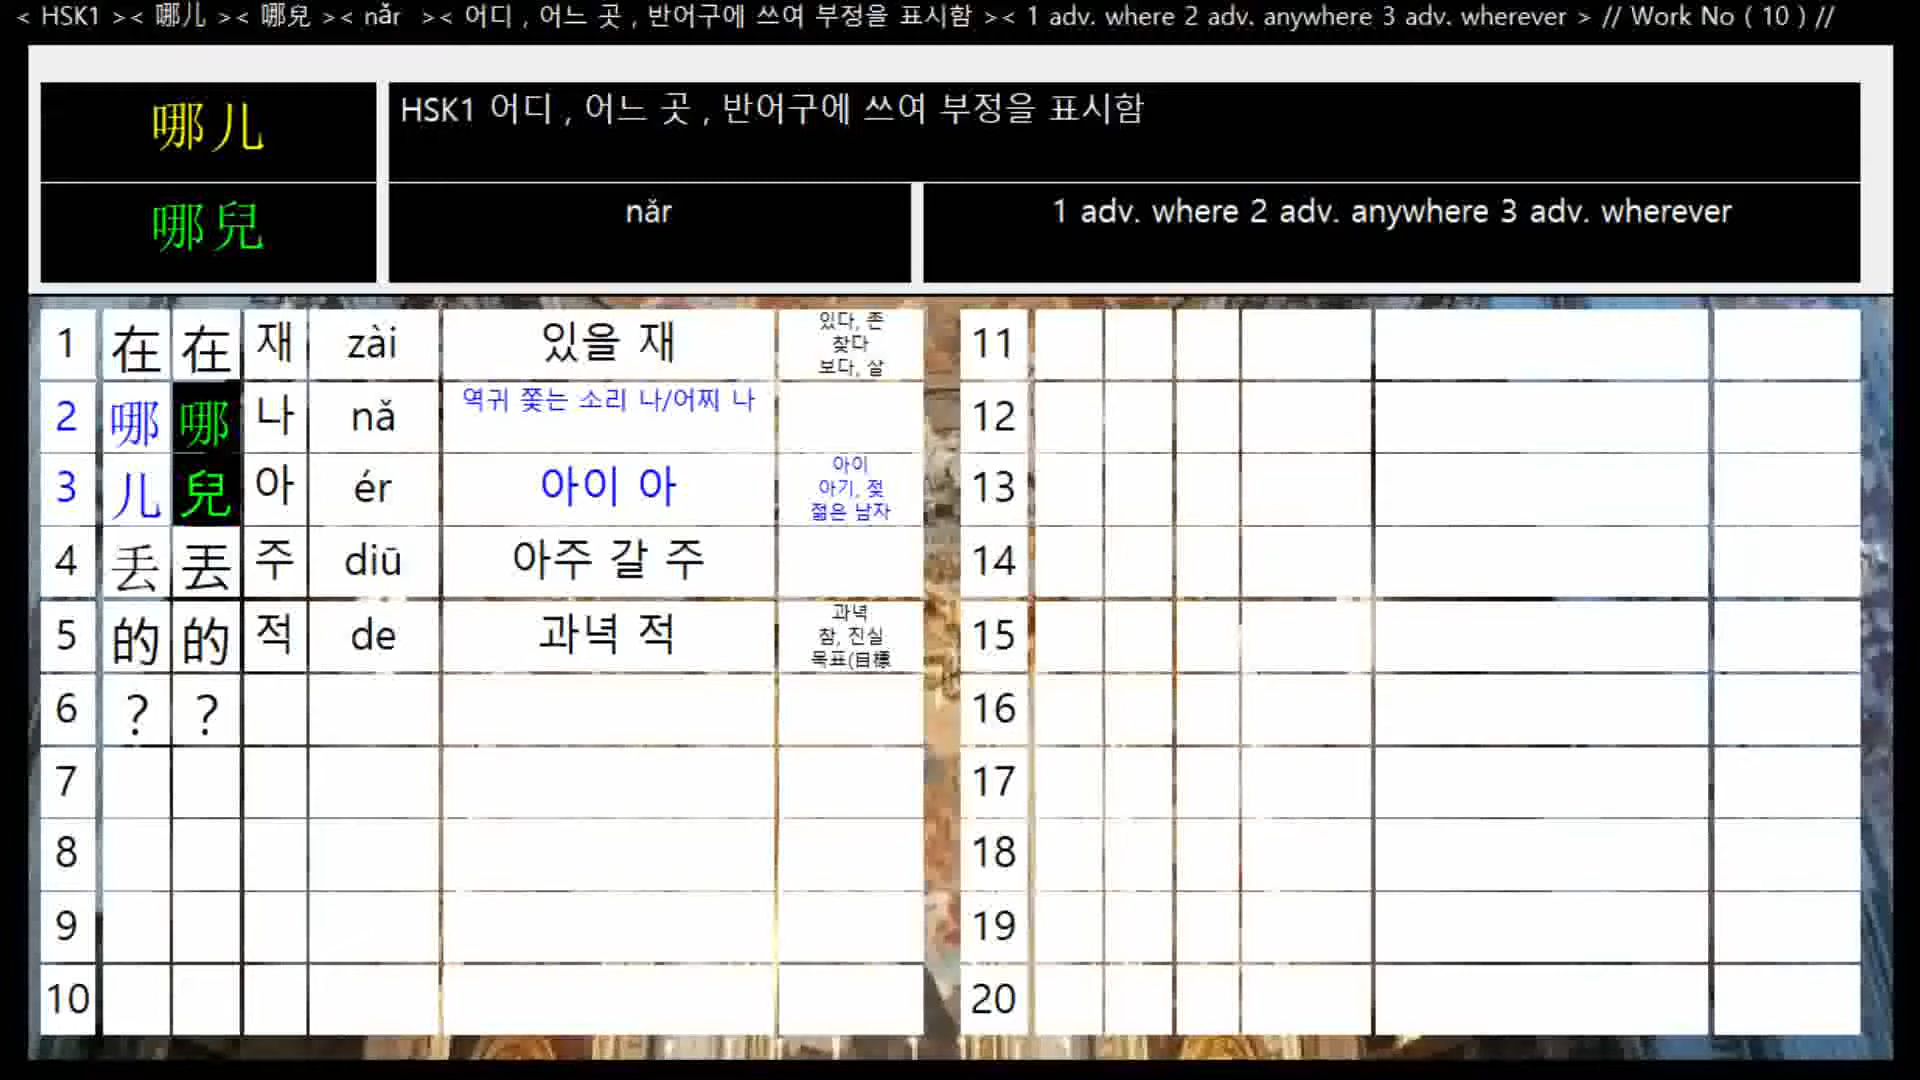 < HSK1 >< 哪儿 >< 哪兒 >< nǎr >< 어디 , 어느 곳 , 반어구에 쓰여 부정을 표시함 >< 1 adv. where 2 adv. anywhere 3 adv. wherever > // Work No ( 10 ) //
哪儿
HSK1 어디 , 어느 곳 , 반어구에 쓰여 부정을 표시함
哪兒
nǎr
1 adv. where 2 adv. anywhere 3 adv. wherever
1 在 在 재 zài 있을 재 있다, 존
찾다
보다, 살
2 哪 哪 나 nǎ 역귀 쫓는 소리 나/어찌 나
3 儿 兒 아 ér 아이 아 아이
아기, 젖
젊은 남자
4 丢 丟 주 diū 아주 갈 주
5 的 的 적 de 과녁 적 과녁
참, 진실
목표(目標
6 ? ?
7
8
9
10
11
12
13
14
15
16
17
18
19
20